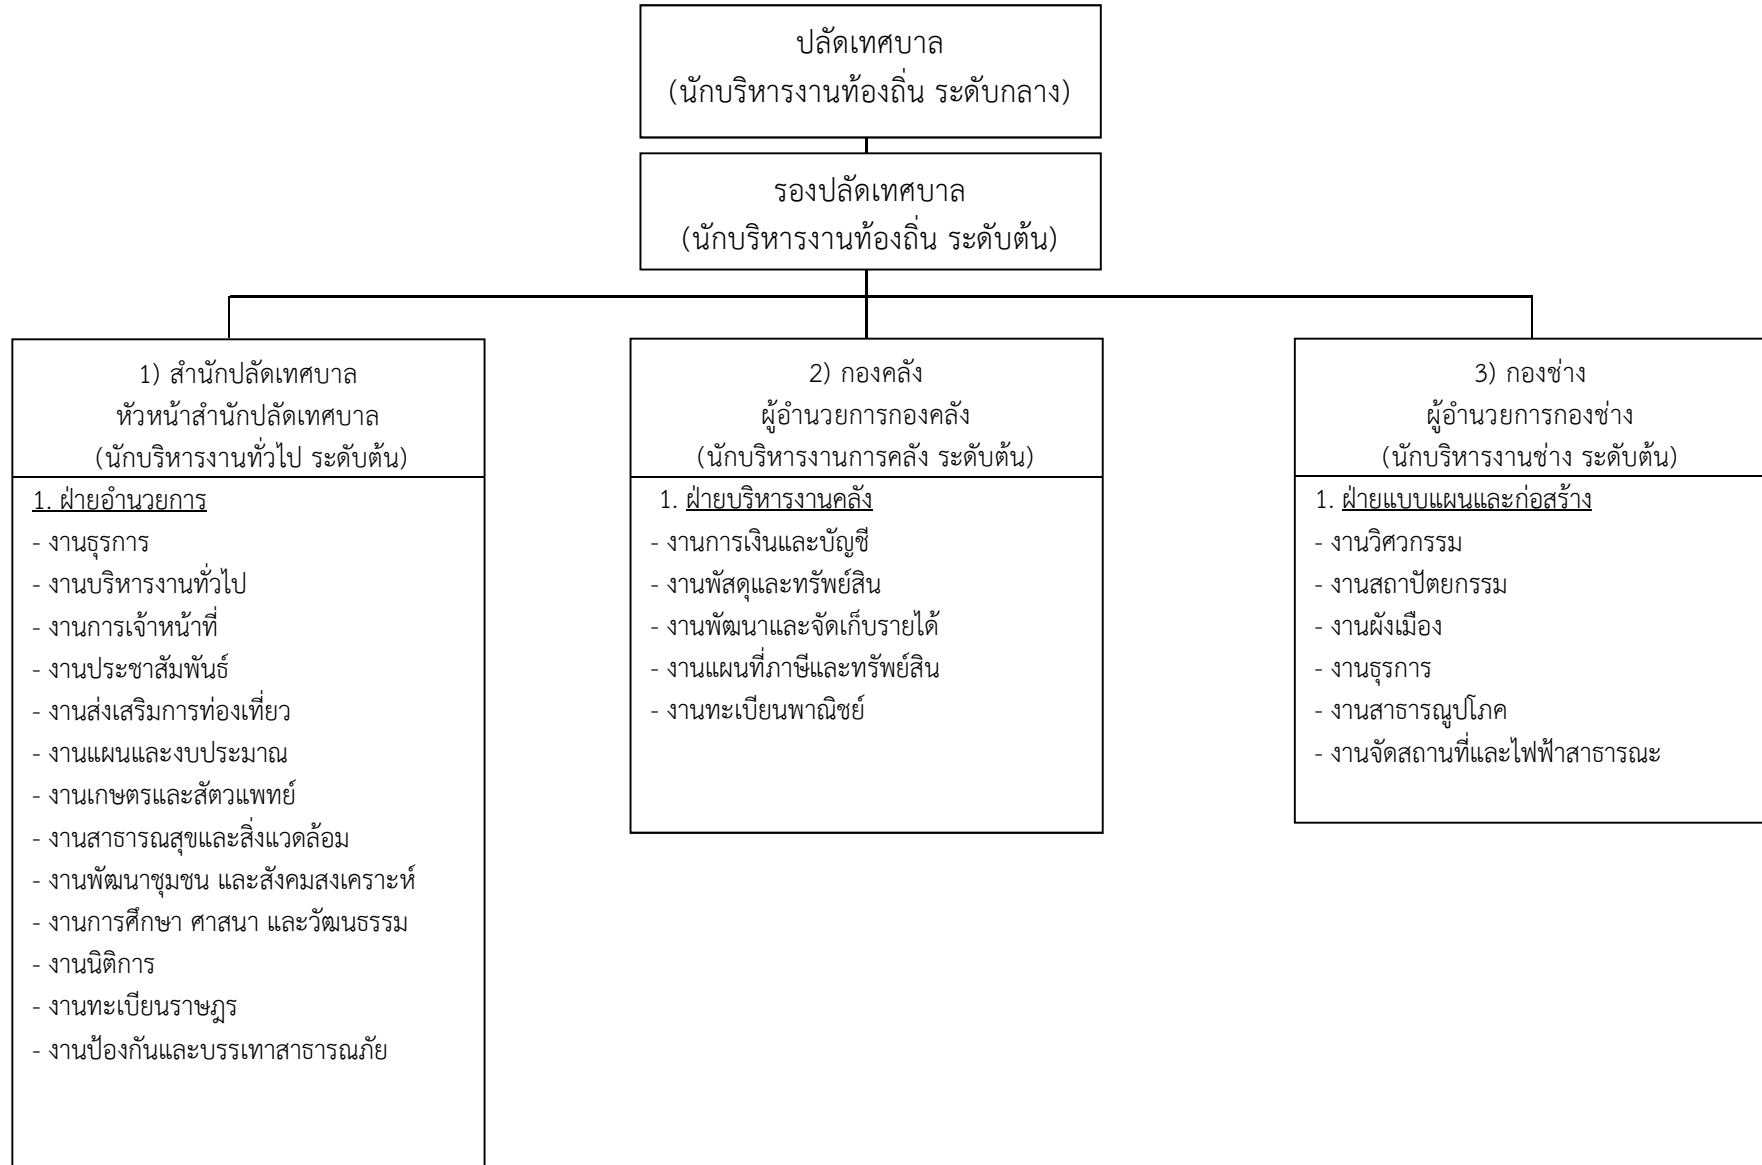 ปลัดเทศบาล
(นักบริหารงานท้องถิ่น ระดับกลาง)
รองปลัดเทศบาล
(นักบริหารงานท้องถิ่น ระดับต้น)
1) สำนักปลัดเทศบาล
หัวหน้าสำนักปลัดเทศบาล
(นักบริหารงานทั่วไป ระดับต้น)
1. ฝ่ายอำนวยการ
- งานธุรการ
- งานบริหารงานทั่วไป
- งานการเจ้าหน้าที่
- งานประชาสัมพันธ์
- งานส่งเสริมการท่องเที่ยว
- งานแผนและงบประมาณ
- งานเกษตรและสัตวแพทย์
- งานสาธารณสุขและสิ่งแวดล้อม
- งานพัฒนาชุมชน และสังคมสงเคราะห์
- งานการศึกษา ศาสนา และวัฒนธรรม
- งานนิติการ
- งานทะเบียนราษฎร
- งานป้องกันและบรรเทาสาธารณภัย
2) กองคลัง
ผู้อำนวยการกองคลัง
(นักบริหารงานการคลัง ระดับต้น)
1. ฝ่ายบริหารงานคลัง
- งานการเงินและบัญชี
- งานพัสดุและทรัพย์สิน
- งานพัฒนาและจัดเก็บรายได้
- งานแผนที่ภาษีและทรัพย์สิน
- งานทะเบียนพาณิชย์
3) กองช่าง
ผู้อำนวยการกองช่าง
(นักบริหารงานช่าง ระดับต้น)
1. ฝ่ายแบบแผนและก่อสร้าง
- งานวิศวกรรม
- งานสถาปัตยกรรม
- งานผังเมือง
- งานธุรการ
- งานสาธารณูปโภค
- งานจัดสถานที่และไฟฟ้าสาธารณะ